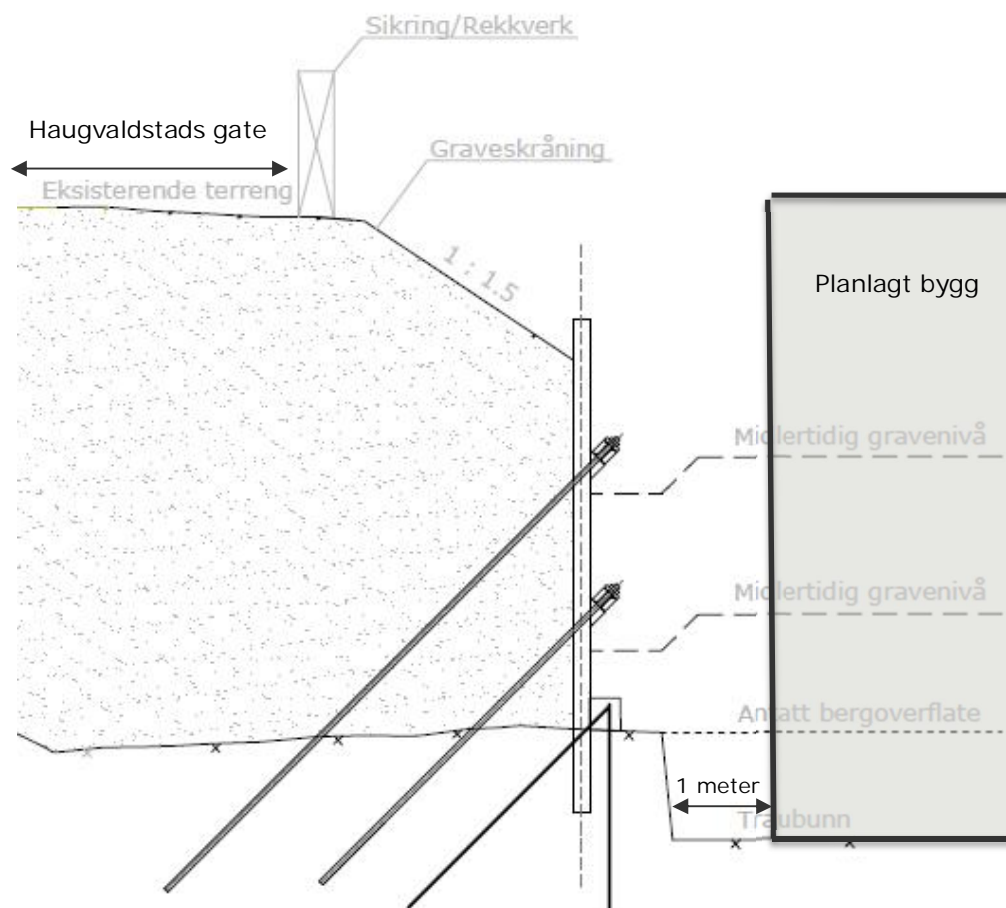 Sikring/Rekkverk
Haugvaldstads gate
Graveskråning
Eksisterende terreng
1 : 1.5
Planlagt bygg
Midlertidig gravenivå
Midlertidig gravenivå
Antatt bergoverflate
1 meter
Traubunn